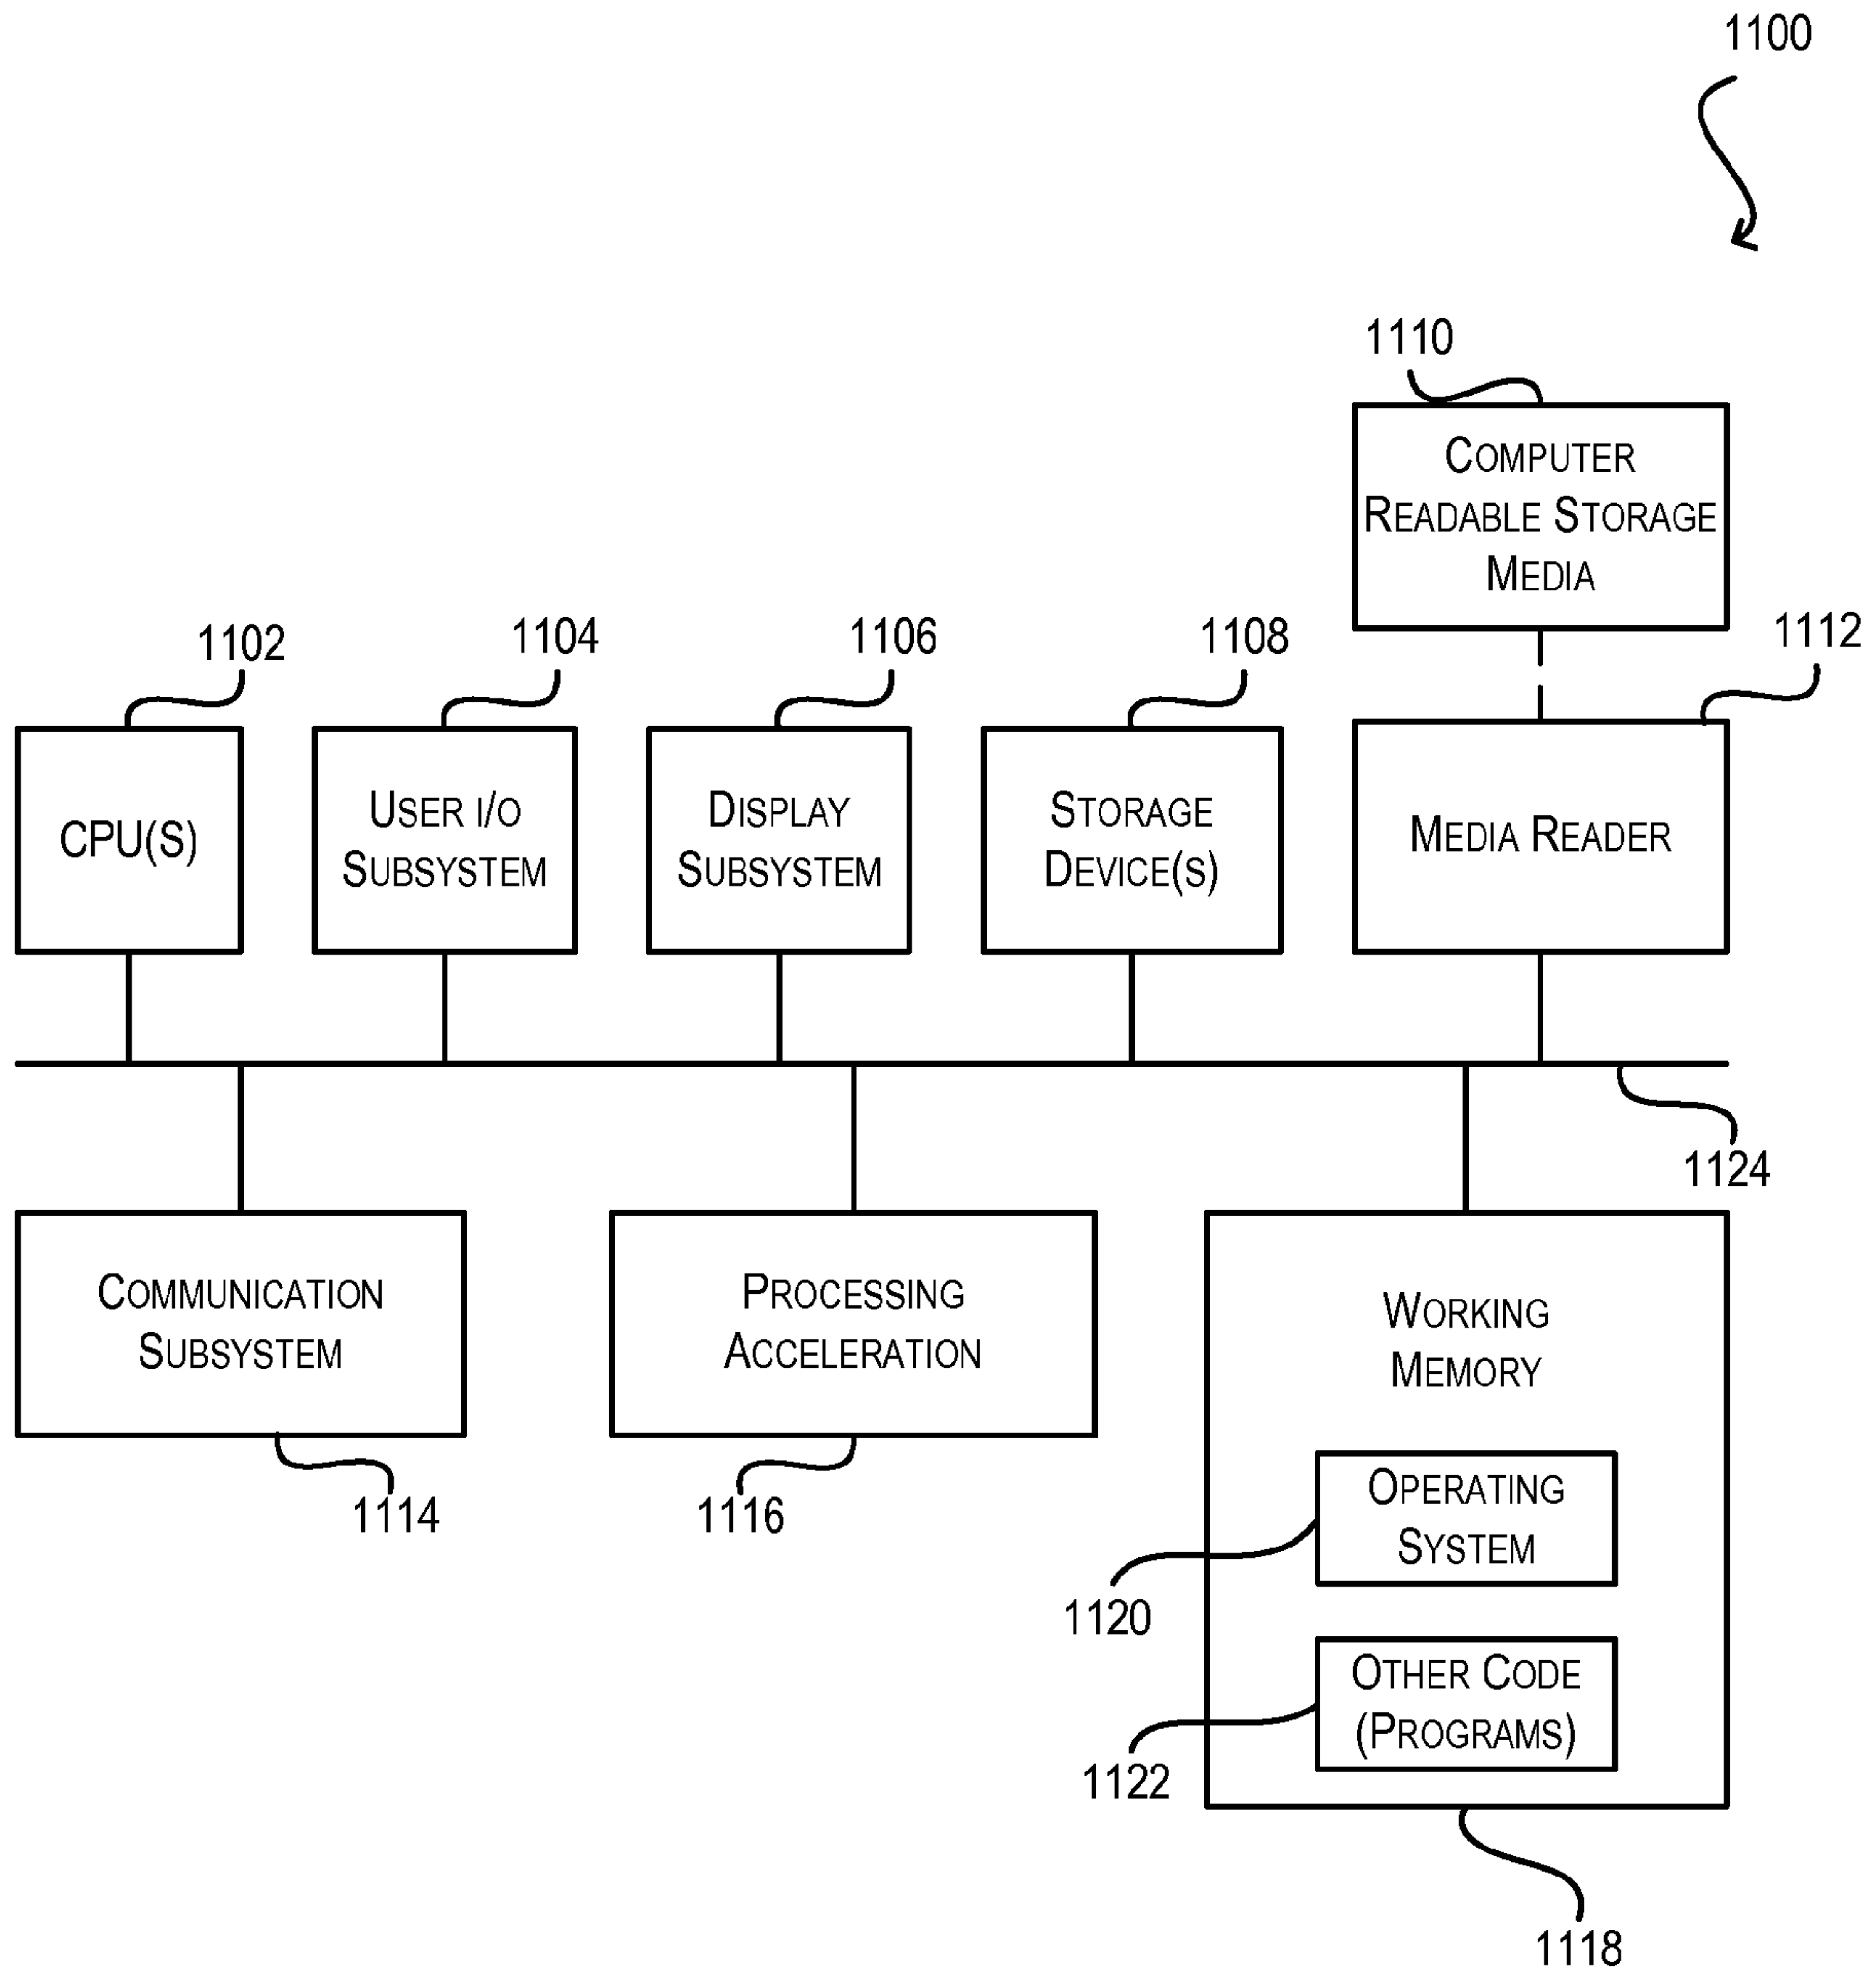 1100
1110
COMPUTER
READABLE STORAGE
MEDIA
1102
1104
1106
1108
1112
CPU(S)
USER I/O
SUBSYSTEM
DISPLAY
SUBSYSTEM
STORAGE
DEVICE(S)
MEDIA READER
1124
COMMUNICATION
SUBSYSTEM
PROCESSING
ACCELERATION
WORKING
MEMORY
1114
1116
OPERATING
SYSTEM
1120
OTHER CODE
(PROGRAMS)
1122
1118